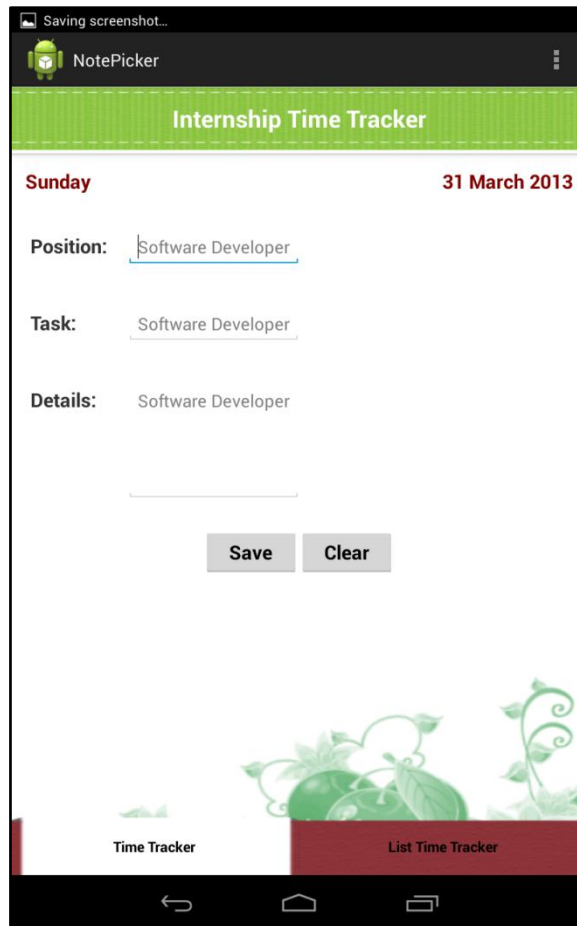 Saving screenshot...
NotePicker
Internship Time Tracker
Sunday 31 March 2013
Position: Software Developer
Task: Software Developer
Details: Software Developer
Save Clear
Time Tracker List Time Tracker